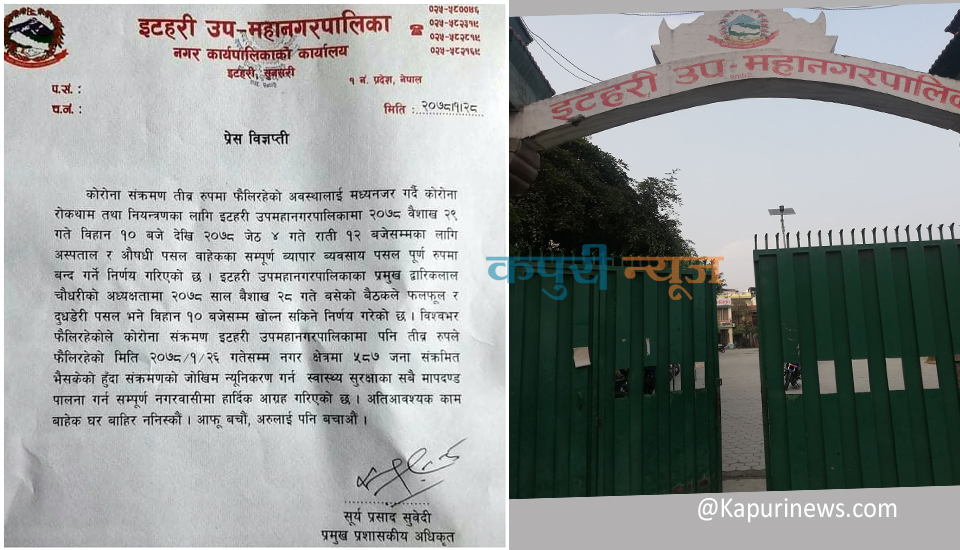 इटहरी उप-महानगरपालिका
नगर कार्यपालिकाको कार्यालय
इटहरी, सुनसरी
१ नं. प्रदेश, नेपाल
०२५-५८००४६
०२५-५८२३१९
०२५-५८२८१९
०२५-५८२१६९
प.सं. :
च.नं. :
मिति : २०७८/१/२८
प्रेस विज्ञप्ती
कोरोना संक्रमण तीव्र रुपमा फैलिरहेको अवस्थालाई मध्यनजर गर्दै कोरोना
रोकथाम तथा नियन्त्रणका लागि इटहरी उपमहानगरपालिकामा २०७८ वैशाख २९
गते विहान १० बजे देखि २०७८ जेठ ४ गते राती १२ बजेसम्मका लागि
अस्पताल र औषधी पसल वाहेकका सम्पूर्ण ब्यापार ब्यवसाय पसल पूर्ण रुपमा
बन्द गर्ने निर्णय गरिएको छ । इटहरी उपमहानगरपालिकाका प्रमुख द्वारिकलाल
चौधरीको अध्यक्षतामा २०७८ साल बैशाख २८ गते बसेको बैठकले फलफूल र
दुधडेरी पसल भने विहान १० बजेसम्म खोल्न सकिने निर्णय गरेको छ । विश्वभर
फैलिरहेकोले कोरोना संक्रमण इटहरी उपमहानगरपालिकामा पनि तीव्र रुपले
फैलिरहेको मिति २०७८/१/२६ गतेसम्म नगर क्षेत्रमा ५८७ जना संक्रमित
भैसकेको हुँदा संक्रमणको जोखिम न्यूनिकरण गर्न स्वास्थ्य सुरक्षाका सबै मापदण्ड
पालना गर्न सम्पूर्ण नगरवासीमा हार्दिक आग्रह गरिएको छ । अतिआवश्यक काम
बाहेक घर बाहिर ननिस्कौं । आफू बचौं, अरुलाई पनि बचाऔ ।
सूर्य प्रसाद सुवेदी
प्रमुख प्रशासकीय अधिकृत
इटहरी उप-महानगरपालिका
कपुरी न्यूज
@Kapurinews.com